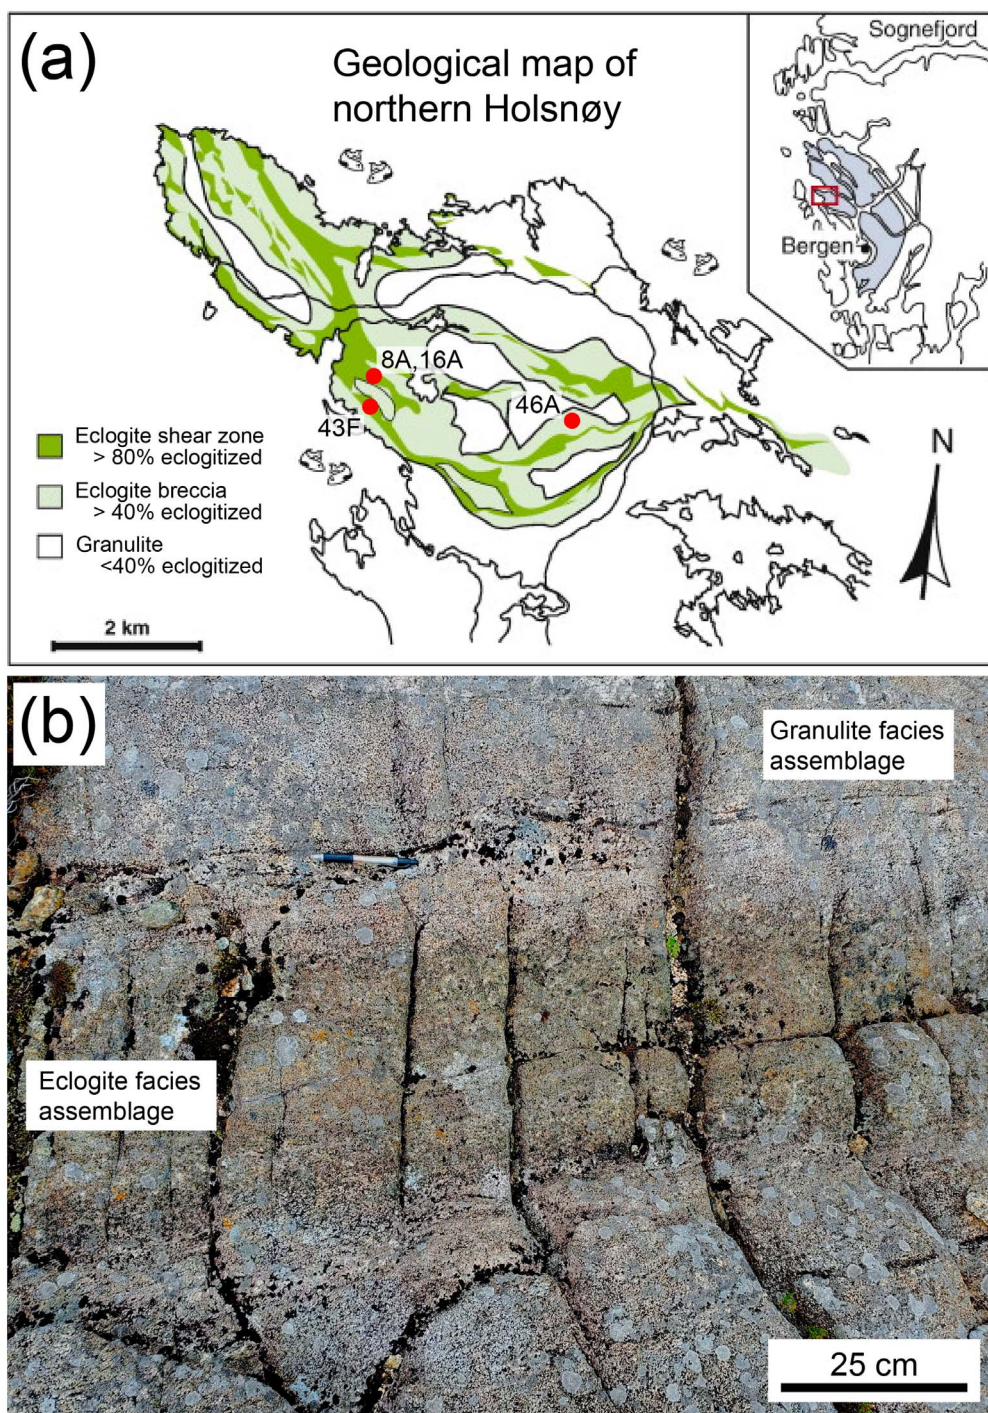 (a)
Geological map of
northern Holsnøy
Sognefjord
Bergen
8A,16A
46A
43F
Eclogite shear zone
> 80% eclogitized
Eclogite breccia
> 40% eclogitized
Granulite
<40% eclogitized
N
2 km
(b)
Granulite facies
assemblage
Eclogite facies
assemblage
25 cm